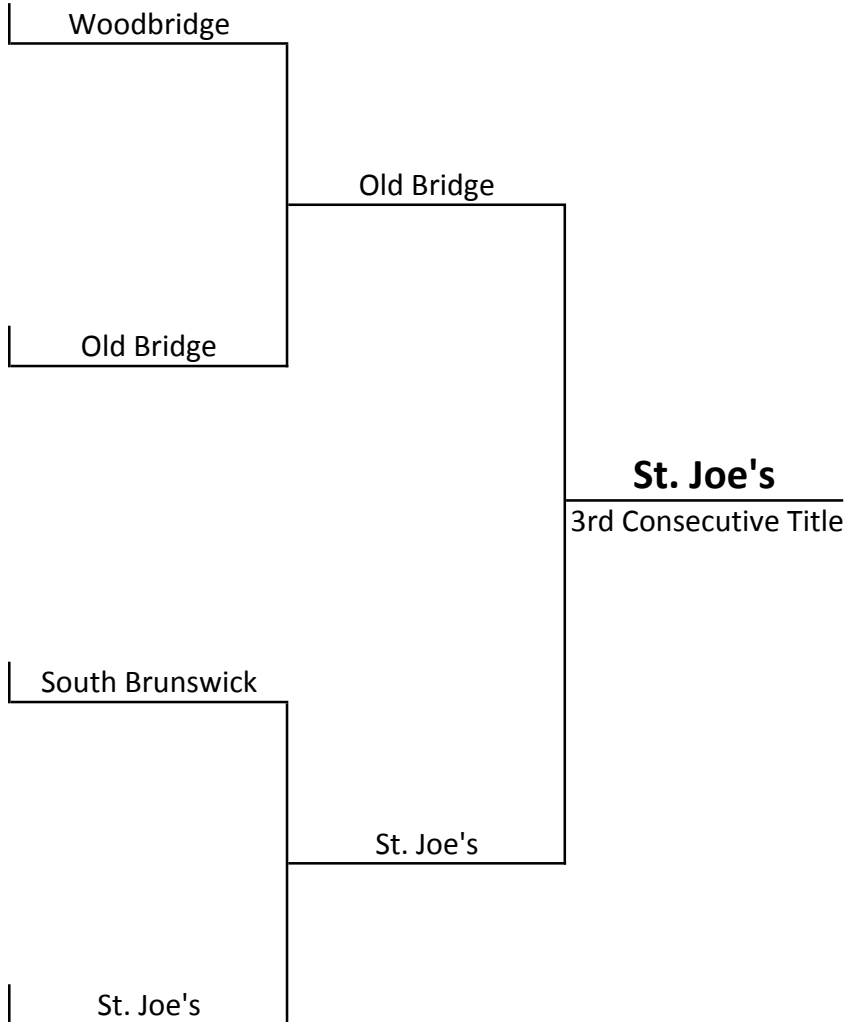 Woodbridge
Old Bridge
Old Bridge
St. Joe's
3rd Consecutive Title
South Brunswick
St. Joe's
St. Joe's